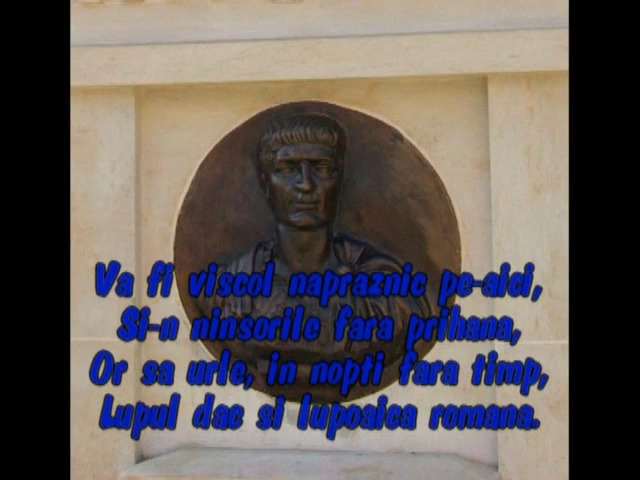 Va fi viscol napraznic pe-aici,
Si-n ninsorile fara prihana,
Or sa urle, in nopti fara timp,
Lupul dac si lupoaica romana.